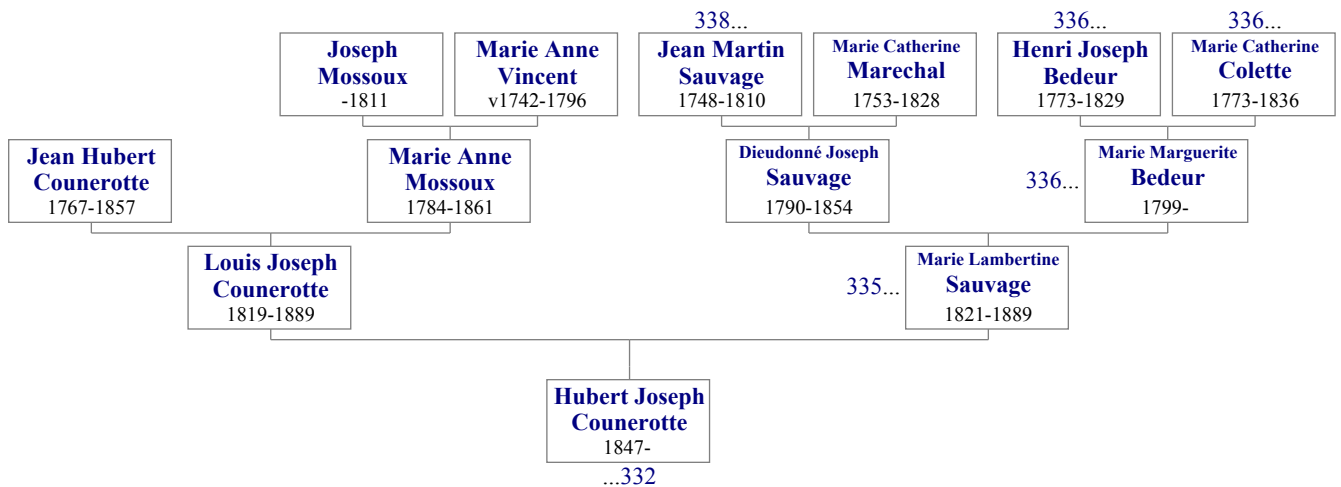 338...
336...
336...
Joseph
Mossoux
-1811
Marie Anne
Vincent
v1742-1796
Jean Martin
Sauvage
1748-1810
Marie Catherine
Marechal
1753-1828
Henri Joseph
Bedeur
1773-1829
Marie Catherine
Colette
1773-1836
Jean Hubert
Counerotte
1767-1857
Marie Anne
Mossoux
1784-1861
Dieudonné Joseph
Sauvage
1790-1854
336...
Marie Marguerite
Bedeur
1799-
Louis Joseph
Counerotte
1819-1889
335...
Marie Lambertine
Sauvage
1821-1889
Hubert Joseph
Counerotte
1847-
...332